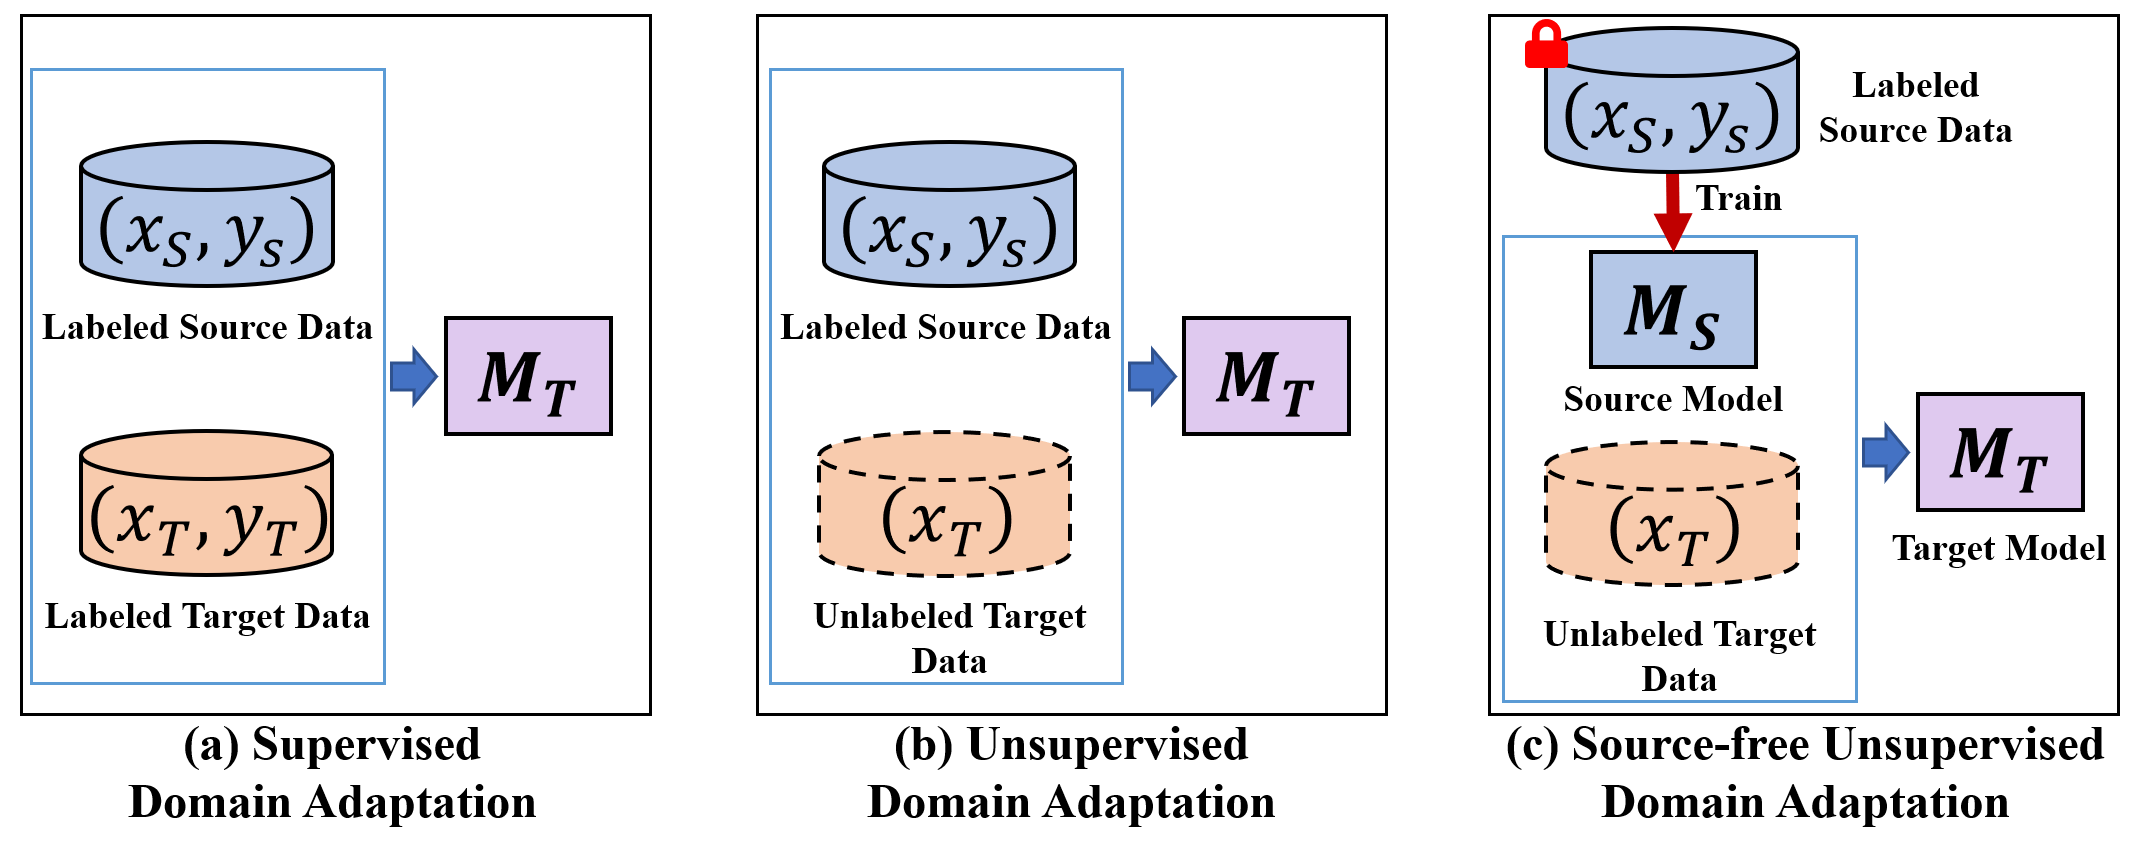 (x_S, y_s)
Labeled Source Data
(x_T, y_T)
Labeled Target Data
M_T
(a) Supervised
Domain Adaptation
(x_S, y_s)
Labeled Source Data
(x_T)
Unlabeled Target
Data
M_T
(b) Unsupervised
Domain Adaptation
(x_S, y_s)
Labeled
Source Data
Train
M_S
Source Model
(x_T)
Unlabeled Target
Data
M_T
Target Model
(c) Source-free Unsupervised
Domain Adaptation